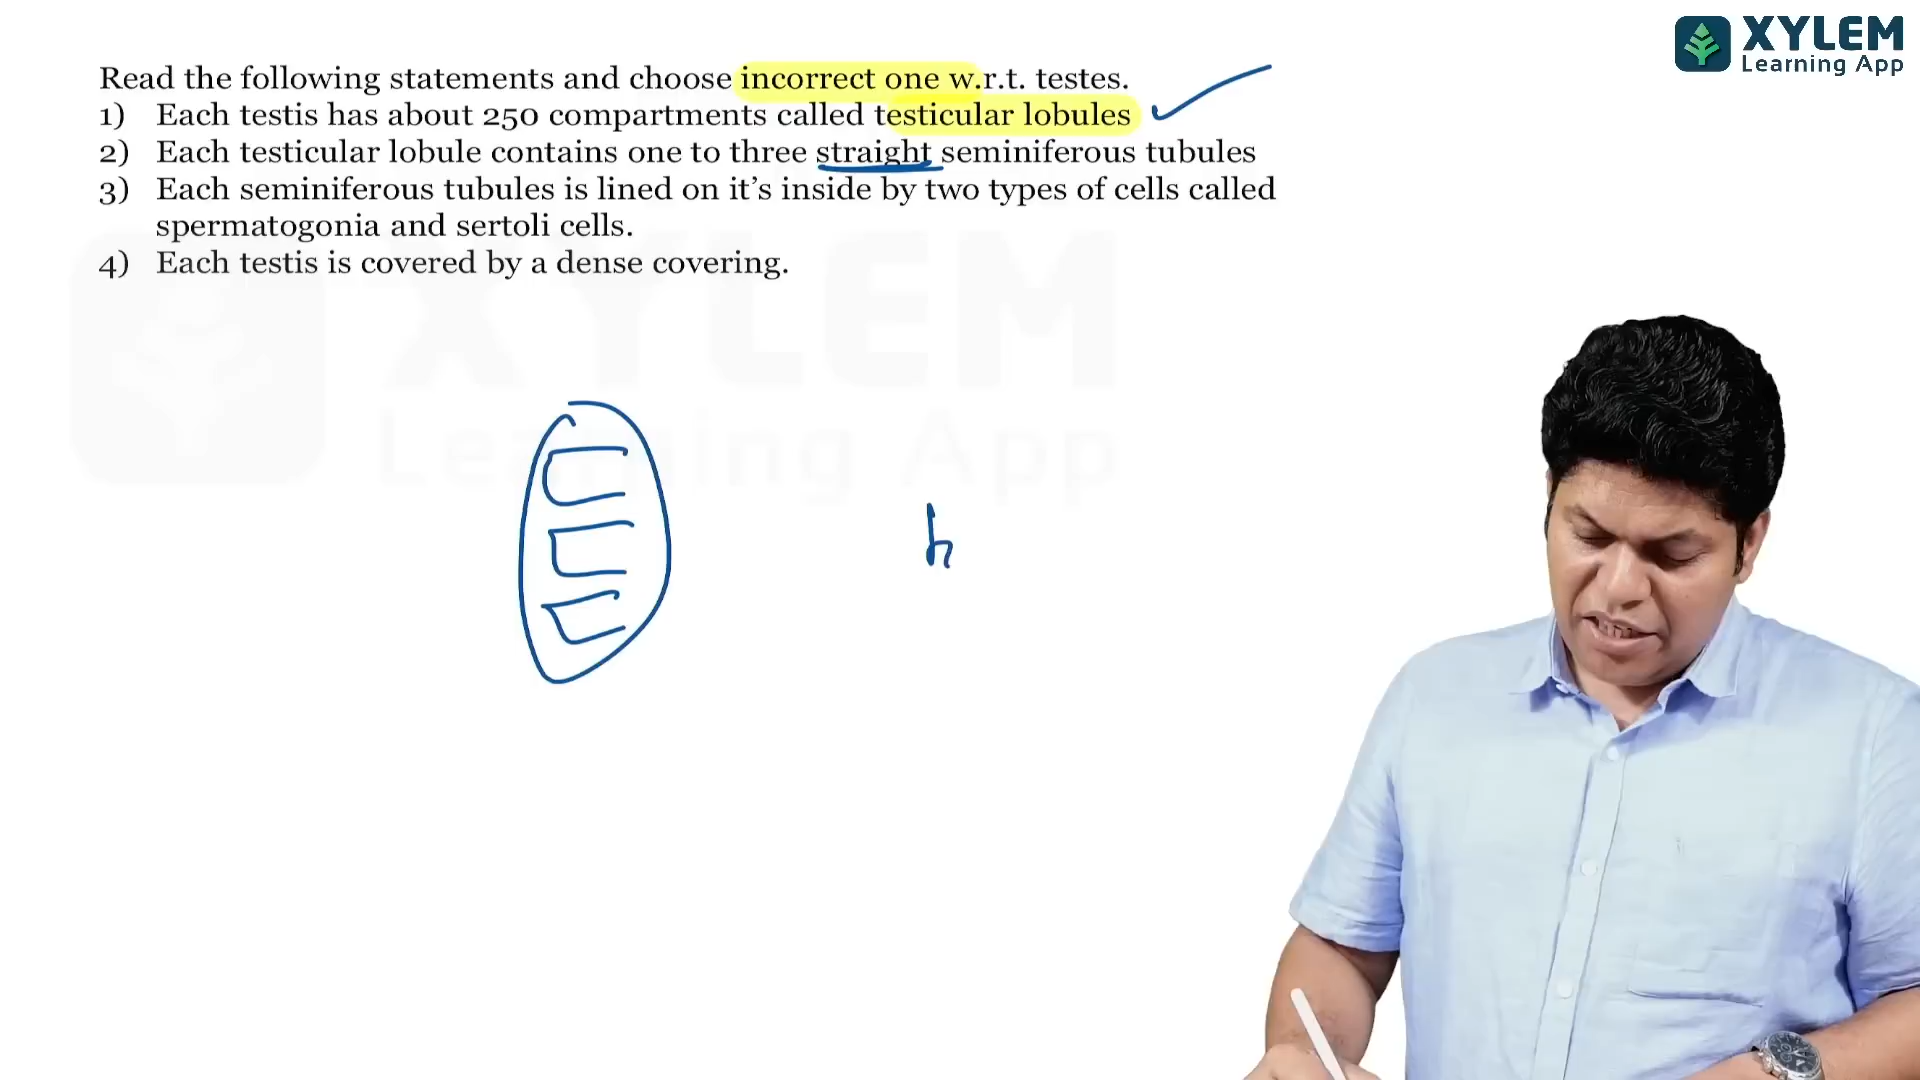 XYLEM
Learning App
Read the following statements and choose incorrect one w.r.t. testes.
1) Each testis has about 250 compartments called testicular lobules
2) Each testicular lobule contains one to three straight seminiferous tubules
3) Each seminiferous tubules is lined on it's inside by two types of cells called
spermatogonia and sertoli cells.
4) Each testis is covered by a dense covering.
XYLEM
Learning App
h